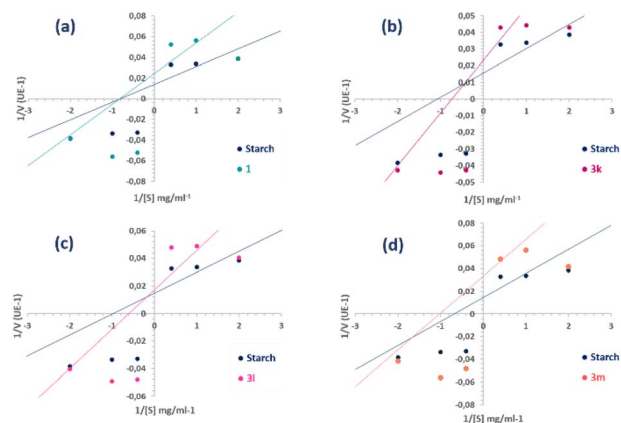 (a)
1/V (UE-1)
0,08
0,06
0,04
0,02
0,00
-3 -2 -1 0 1 2 3
-0,02
-0,04
-0,06
-0,08
Starch
1
1/[S] mg/ml⁻¹
(b)
1/V (UE-1)
0,05
0,04
0,03
0,02
0,01
0,00
-3 -2 -1 0 1 2 3
-0,01
-0,02
-0,03
-0,04
-0,05
Starch
3k
1/[S] mg/ml⁻¹
(c)
1/V (UE-1)
0,06
0,04
0,02
0,00
-3 -2 -1 0 1 2 3
-0,02
-0,04
-0,06
Starch
3l
1/[S] mg/ml-1
(d)
1/V (UE-1)
0,08
0,06
0,04
0,02
0,00
-3 -2 -1 0 1 2 3
-0,02
-0,04
-0,06
-0,08
Starch
3m
1/[S] mg/ml-1